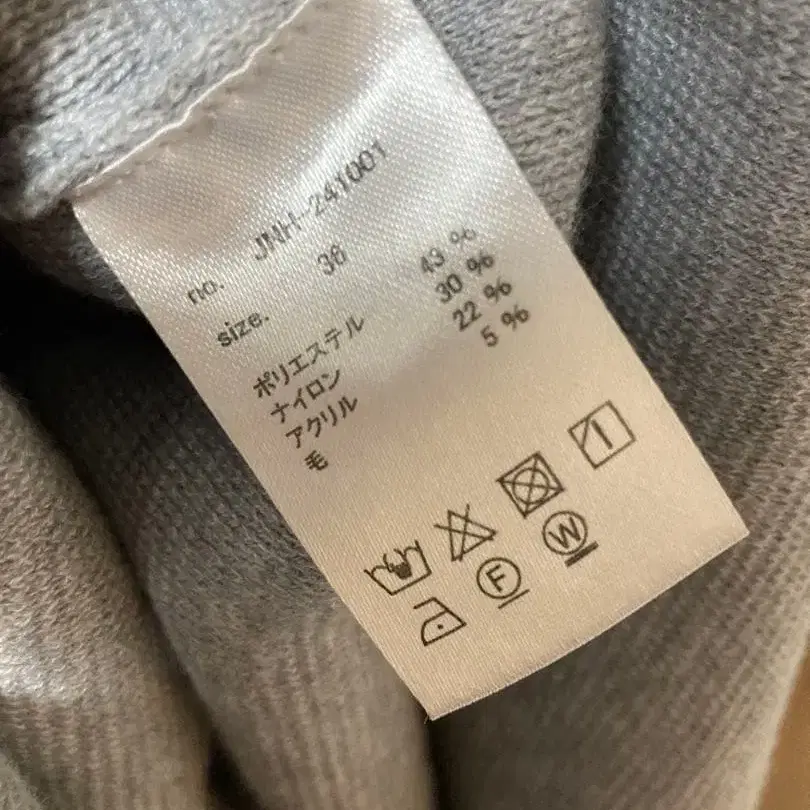 no. JNH-241001
size. 36
ポリエステル 43 %
ナイロン 30 %
アクリル 22 %
毛 5 %
F
W